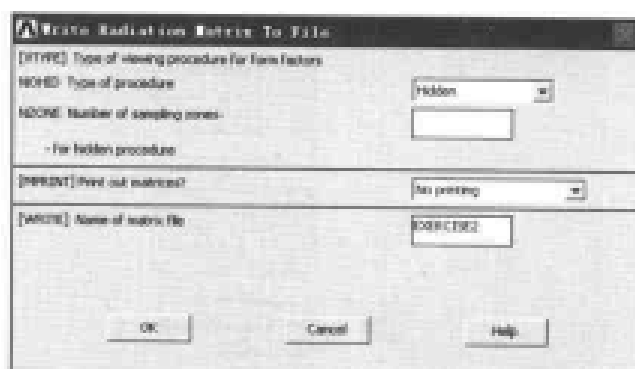 Write Radiation Matrix To File
[VTYPE] Type of viewing procedure for form factors
NOHID Type of procedure
Hidden
NZONE Number of sampling zones-
- for hidden procedure
[MPRINT] Print out matrices?
No printing
[WRITE] Name of matrix file
EXERCISE2
OK
Cancel
Help